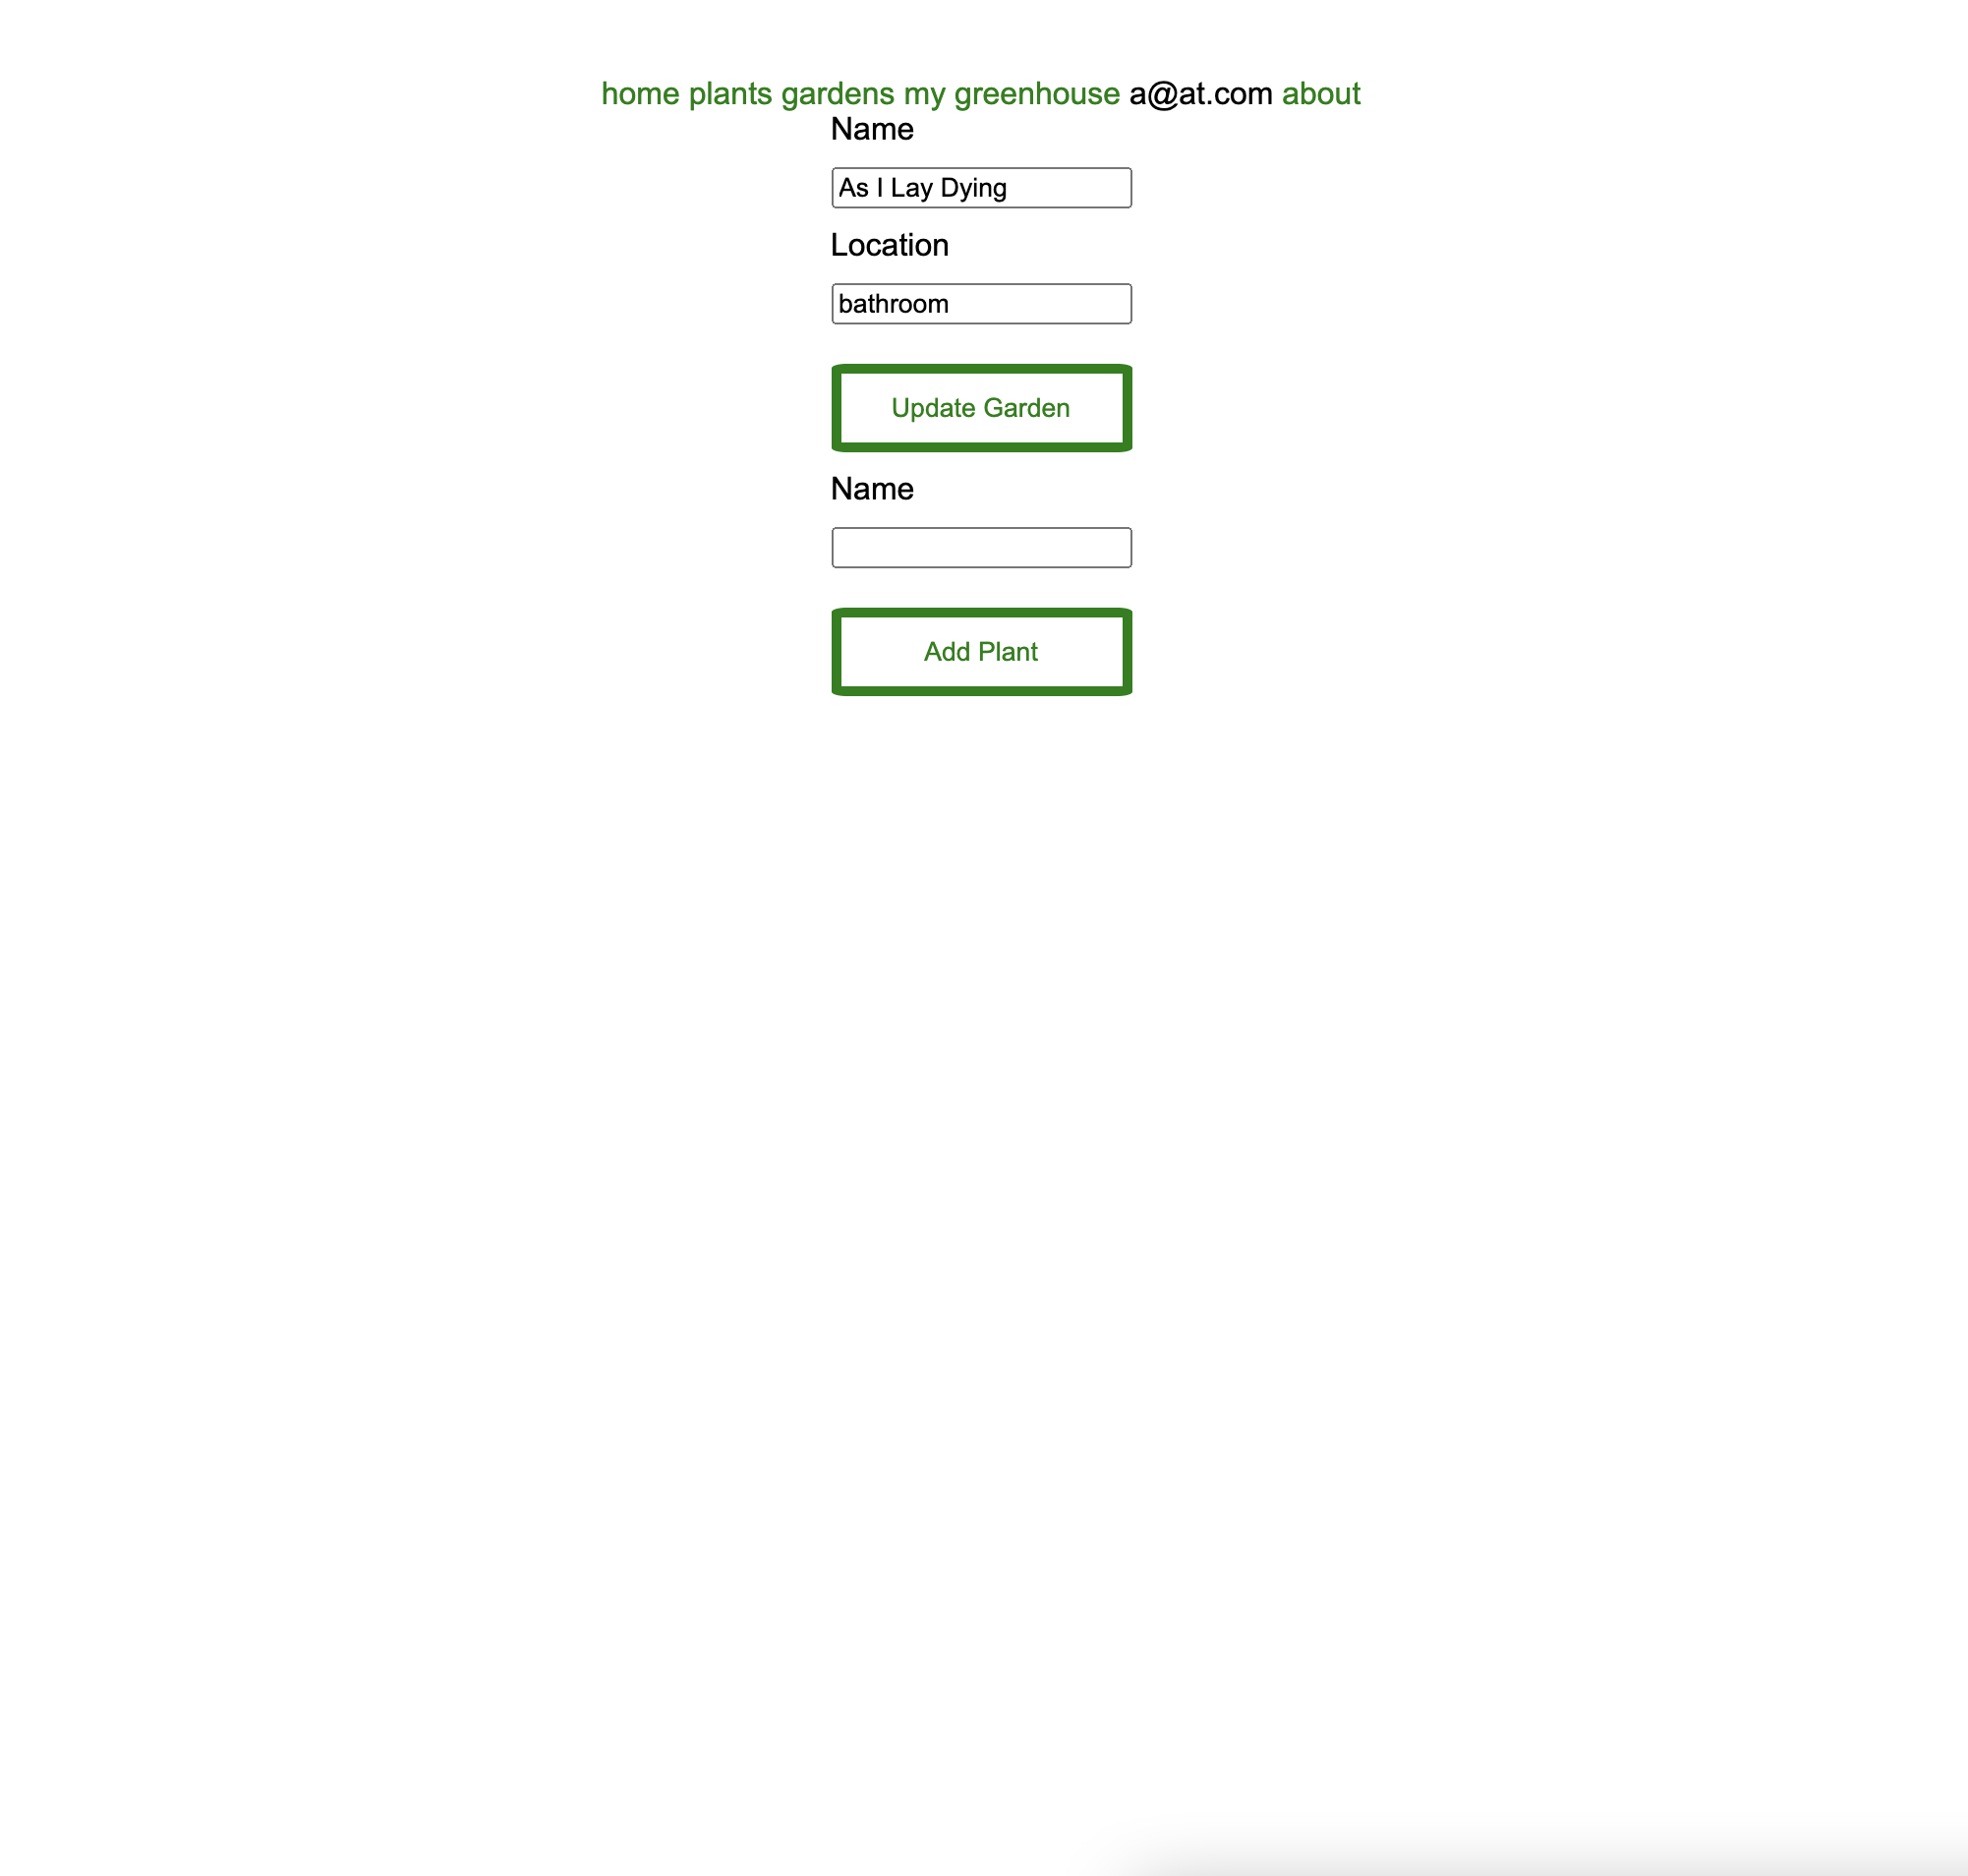 home plants gardens my greenhouse a@at.com about
Name
As I Lay Dying
Location
bathroom
Update Garden
Name
Add Plant